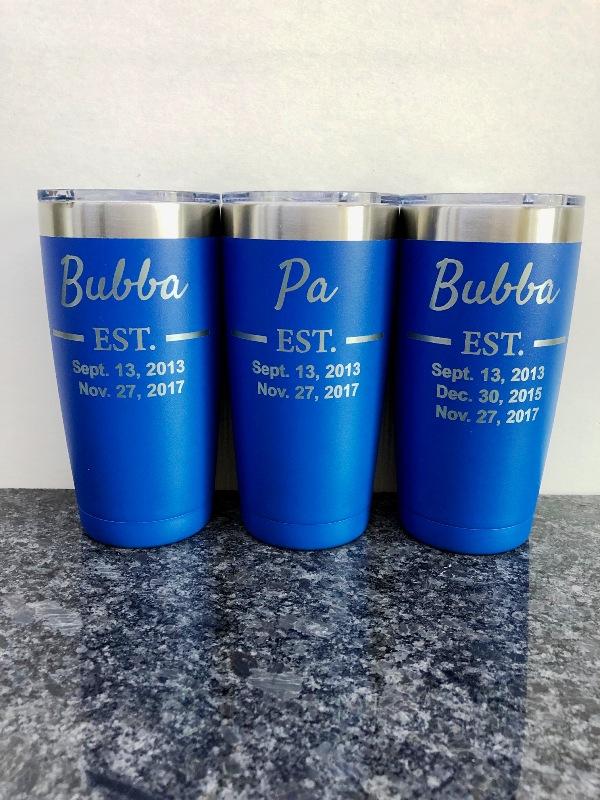 Bubba
EST.
Sept. 13, 2013
Nov. 27, 2017
Pa
EST.
Sept. 13, 2013
Nov. 27, 2017
Bubba
EST.
Sept. 13, 2013
Dec. 30, 2015
Nov. 27, 2017